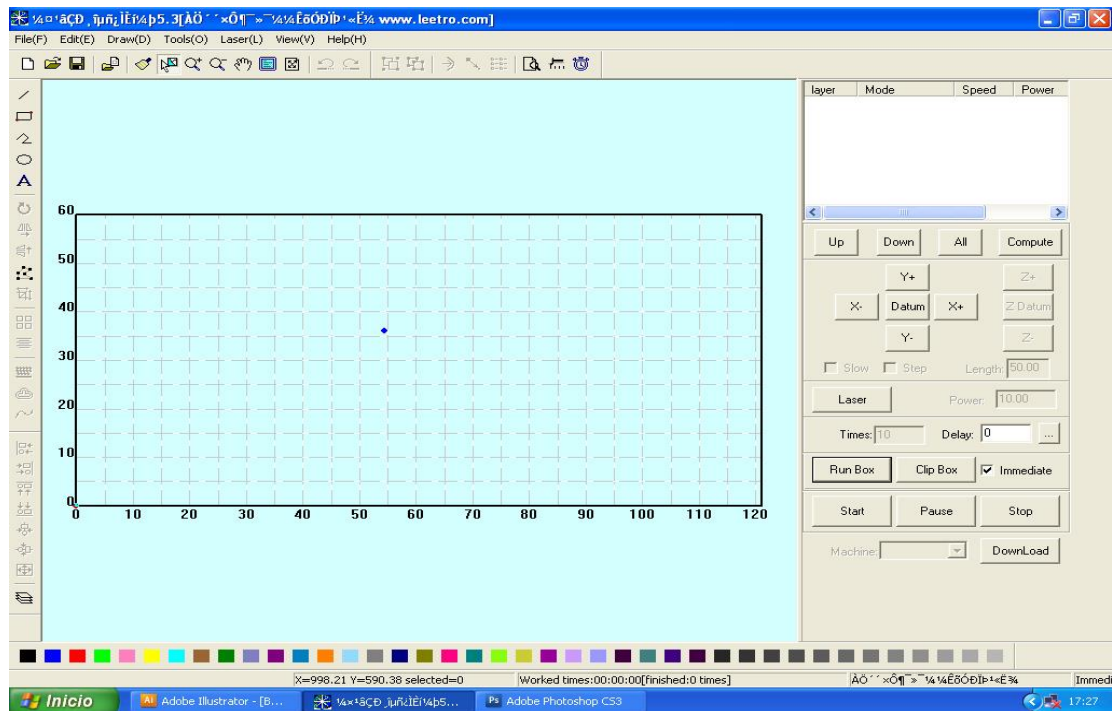 www.leetro.com]
File(F) Edit(E) Draw(D) Tools(O) Laser(L) View(V) Help(H)
layer Mode Speed Power
Up Down All Compute
Y+ Z+
X- Datum X+ Z Datum
Y- Z-
Slow Step Length: 50.00
Laser Power: 10.00
Times: 10 Delay: 0 ...
Run Box Clip Box Immediate
Start Pause Stop
Machine: DownLoad
60
50
40
30
20
10
0
0 10 20 30 40 50 60 70 80 90 100 110 120
X=998.21 Y=590.38 selected=0 Worked times:00:00:00[finished:0 times] Immedi
Inicio Adobe Illustrator - [B... Adobe Photoshop CS3 17:27